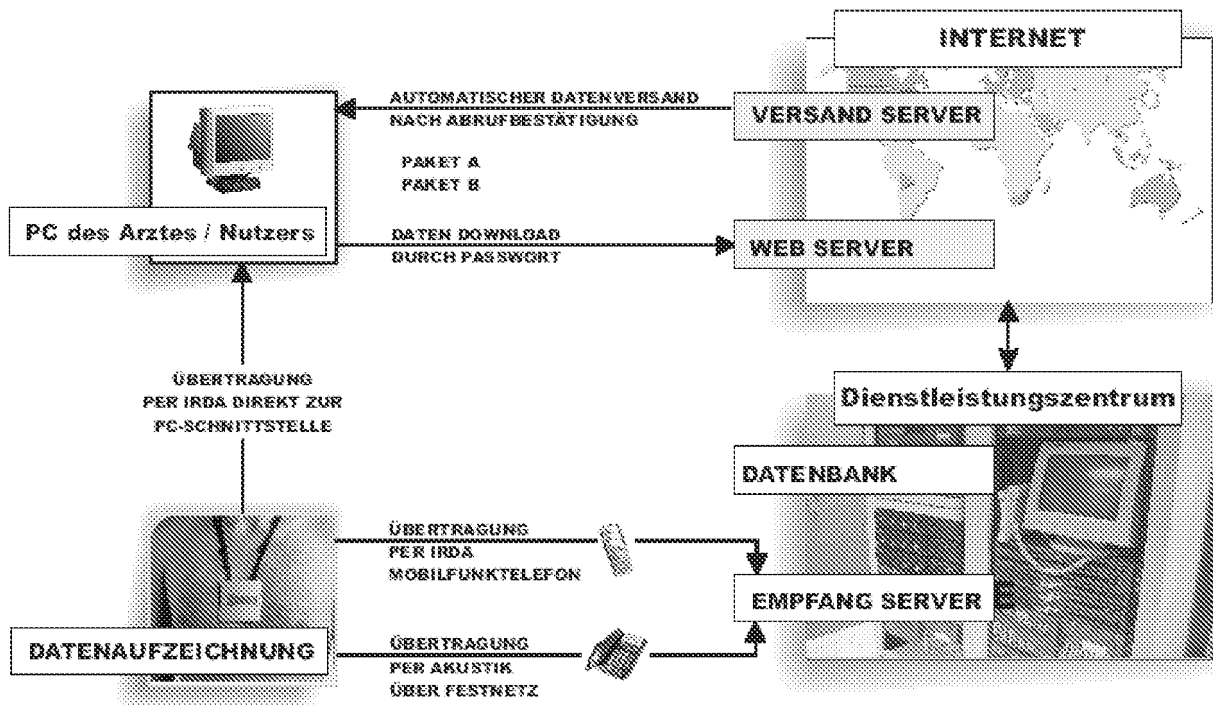 INTERNET
AUTOMATISCHER DATENVERSAND
NACH ABRUFBESTÄTIGUNG
VERSAND SERVER
PAKET A
PAKET B
PC des Arztes / Nutzers
DATEN DOWNLOAD
DURCH PASSWORT
WEB SERVER
ÜBERTRAGUNG
PER IRDA DIREKT ZUR
PC-SCHNITTSTELLE
Dienstleistungszentrum
DATENBANK
ÜBERTRAGUNG
PER IRDA
MOBILFUNKTELEFON
EMPFANG SERVER
DATENAUFZEICHNUNG
ÜBERTRAGUNG
PER AKUSTIK
ÜBER FESTNETZ